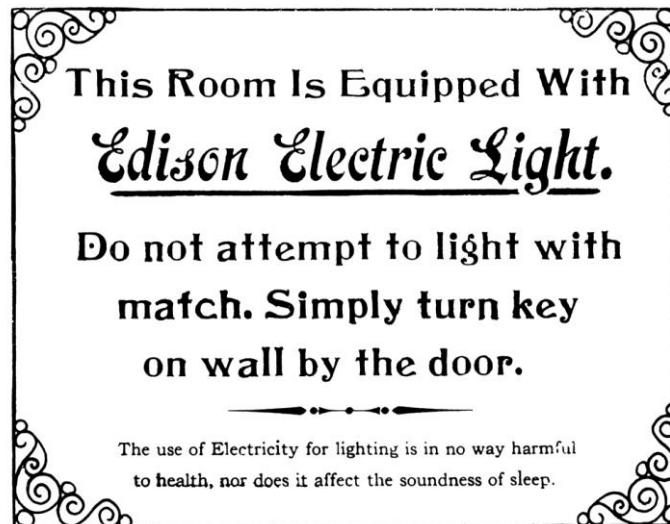 This Room Is Equipped With
Edison Electric Light.
Do not attempt to light with
match. Simply turn key
on wall by the door.
The use of Electricity for lighting is in no way harmful
to health, nor does it affect the soundness of sleep.